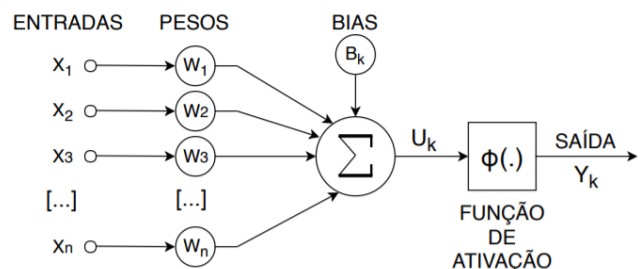 ENTRADAS PESOS BIAS
X1 W1 Bk
X2 W2
X3 W3 Σ Uk ϕ(.) SAÍDA
Yk
[...] [...]
Xn Wn
FUNÇÃO
DE
ATIVAÇÃO